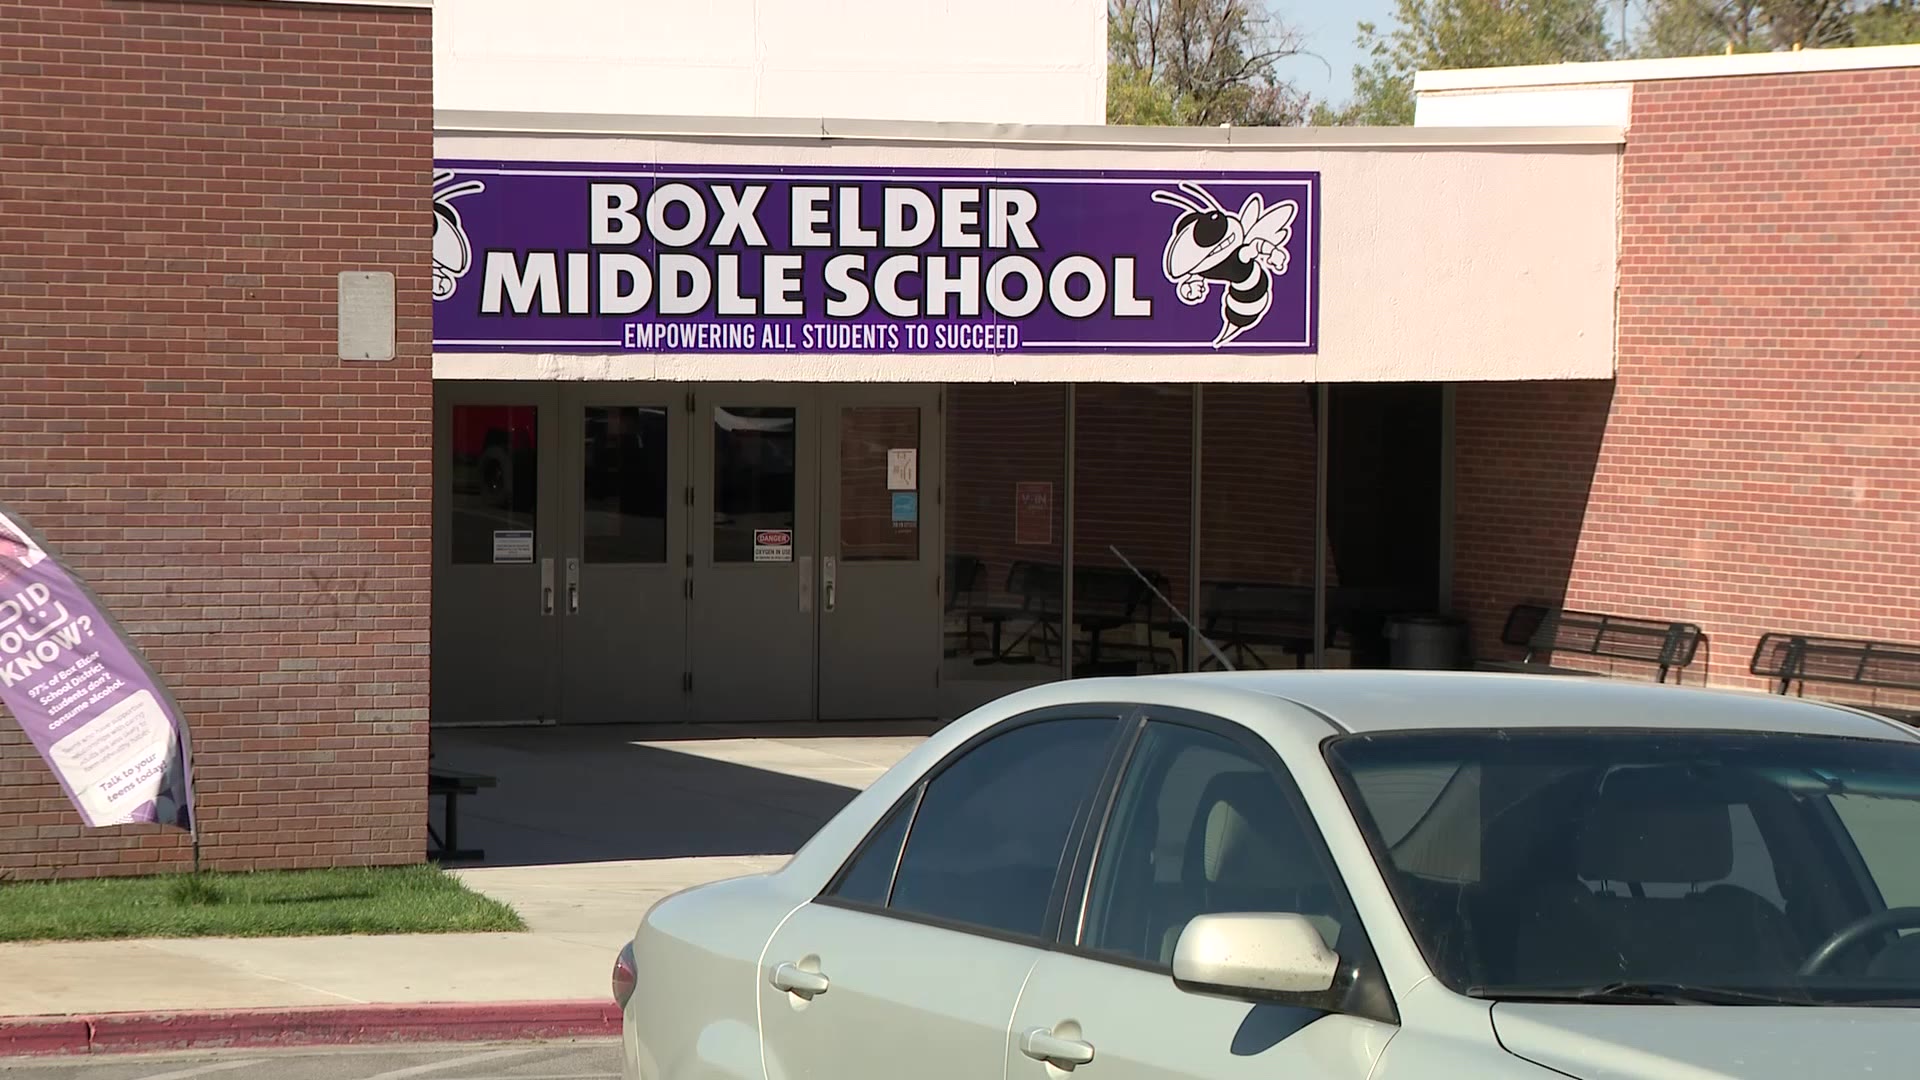 BOX ELDER
MIDDLE SCHOOL
EMPOWERING ALL STUDENTS TO SUCCEED
DANGER
OXYGEN IN USE
DID
YOU
KNOW?
97% of Box Elder
School District
students don't
consume alcohol.
Talk to your
teens today!